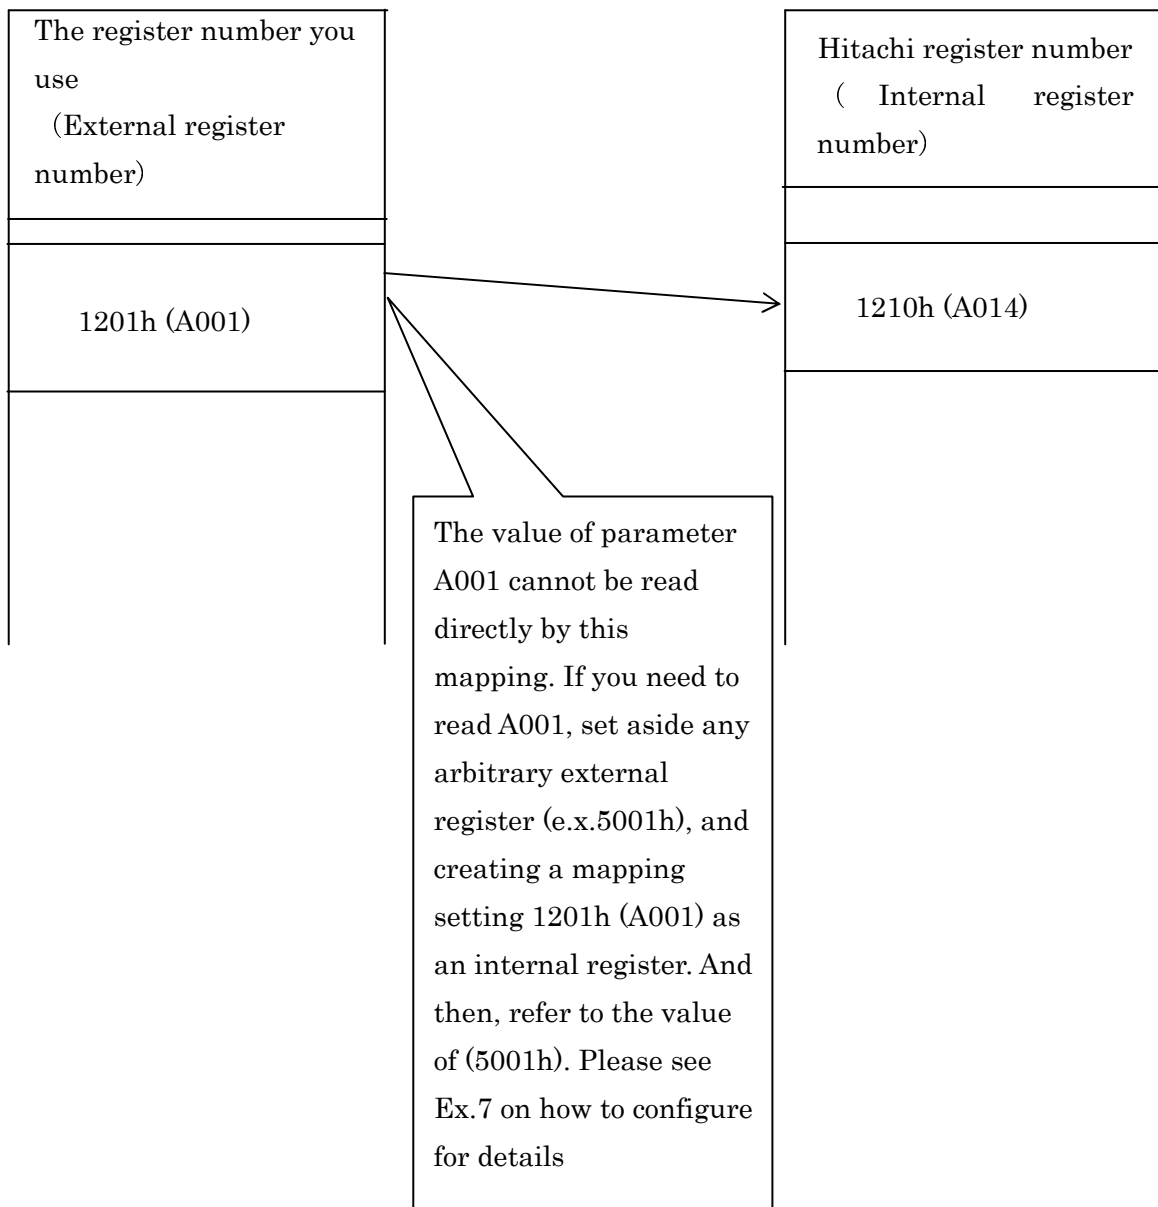 The register number you
use
（External register
number）
Hitachi register number
（ Internal register
number）
1201h (A001)
1210h (A014)
The value of parameter
A001 cannot be read
directly by this
mapping. If you need to
read A001, set aside any
arbitrary external
register (e.x.5001h), and
creating a mapping
setting 1201h (A001) as
an internal register. And
then, refer to the value
of (5001h). Please see
Ex.7 on how to configure
for details